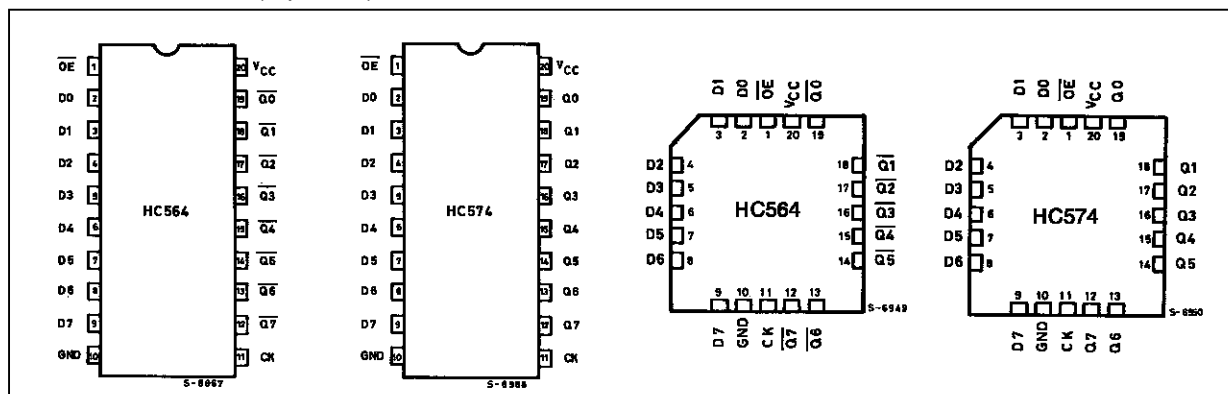 OE 1 20 VCC
D0 2 19 Q0
D1 3 18 Q1
D2 4 17 Q2
D3 5 16 Q3
HC564
D4 6 15 Q4
D5 7 14 Q5
D6 8 13 Q6
D7 9 12 Q7
GND 10 11 CK
OE 1 20 VCC
D0 2 19 Q0
D1 3 18 Q1
D2 4 17 Q2
D3 5 16 Q3
HC574
D4 6 15 Q4
D5 7 14 Q5
D6 8 13 Q6
D7 9 12 Q7
GND 10 11 CK
D1 D0 OE VCC Q0
3 2 1 20 19
D2 4 18 Q1
D3 5 17 Q2
D4 6 HC564 16 Q3
D5 7 15 Q4
D6 8 14 Q5
9 10 11 12 13
S-6949
D7 GND CK Q7 Q6
D1 D0 OE VCC Q0
3 2 1 20 19
D2 4 18 Q1
D3 5 17 Q2
D4 6 HC574 16 Q3
D5 7 15 Q4
D6 8 14 Q5
9 10 11 12 13
S-6950
D7 GND CK Q7 Q6